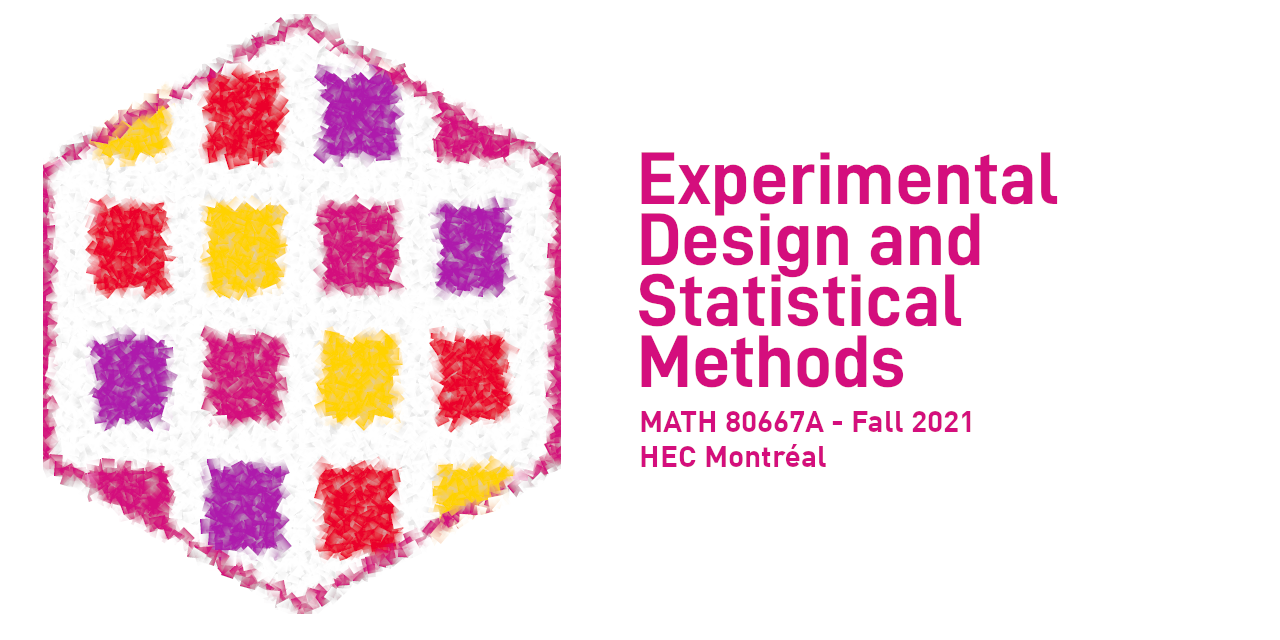 Experimental
Design and
Statistical
Methods
MATH 80667A - Fall 2021
HEC Montréal